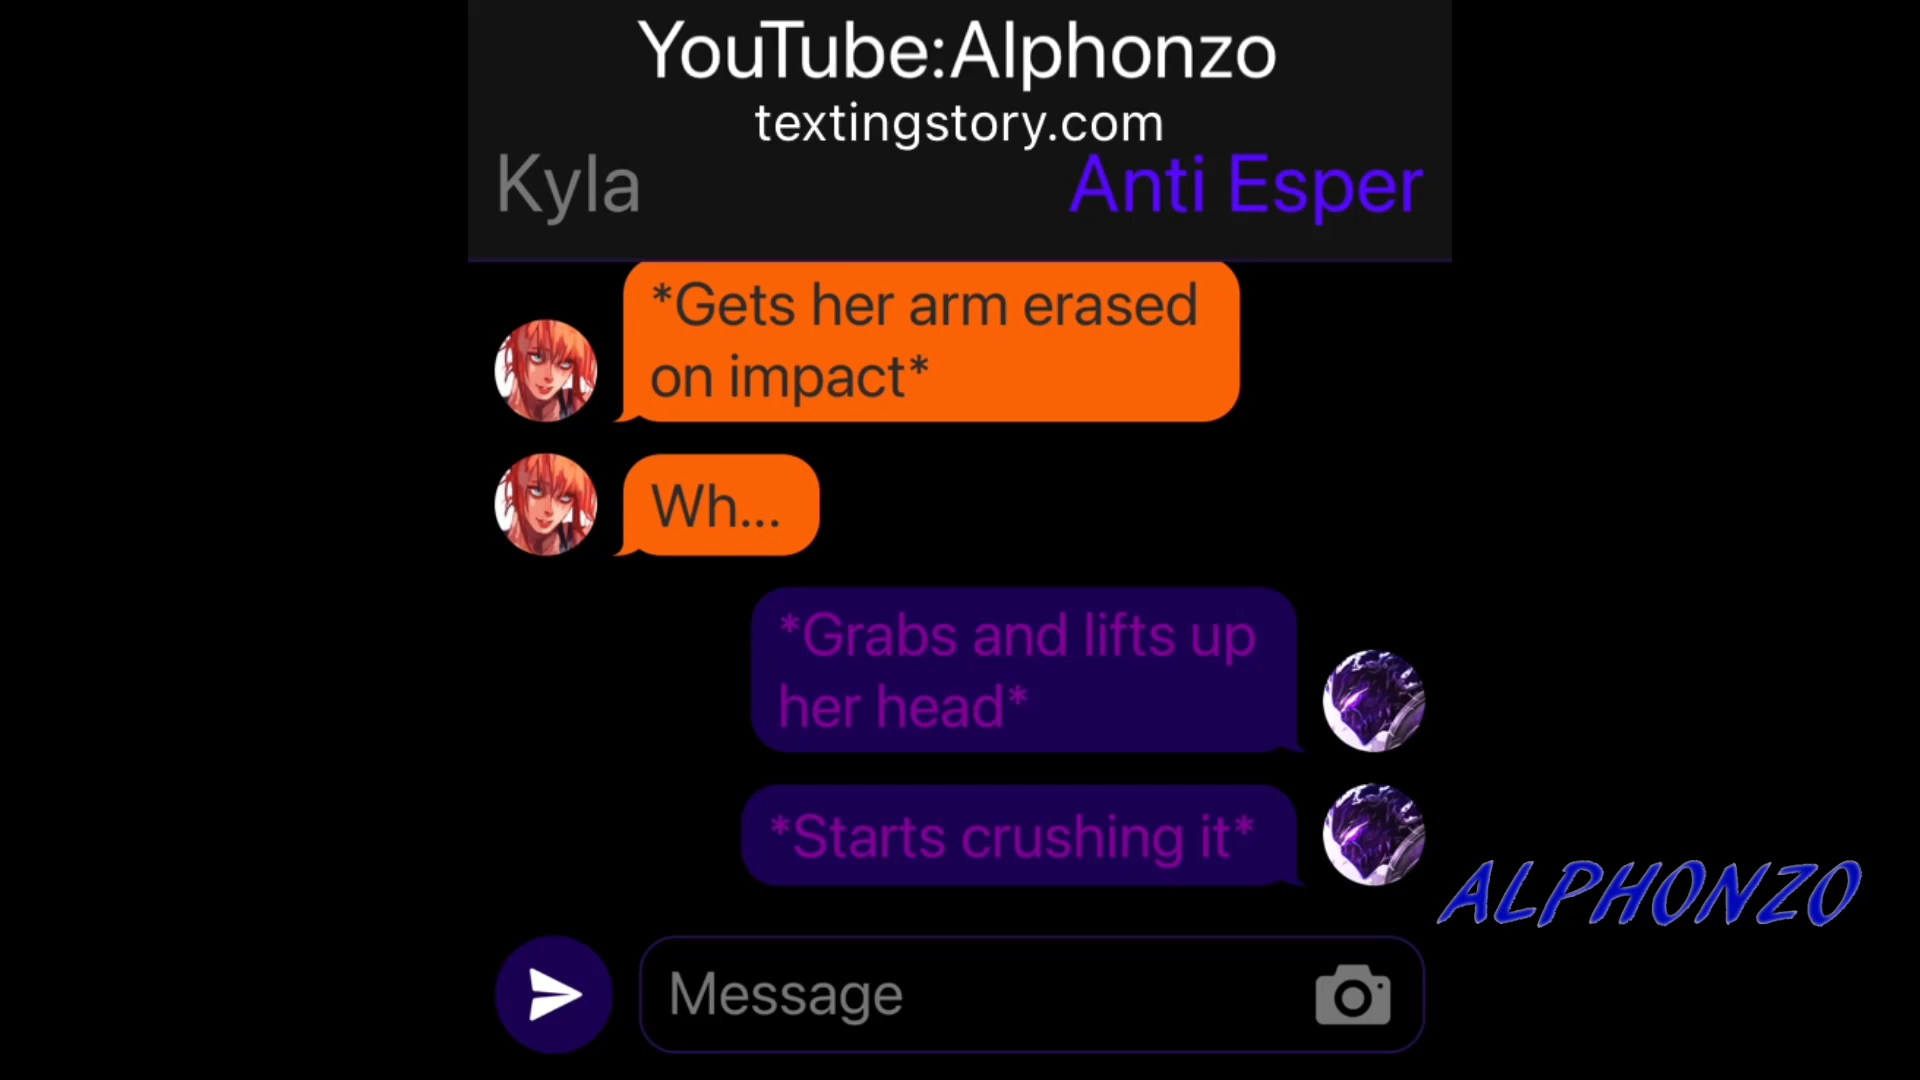 YouTube:Alphonzo
textingstory.com
Kyla
Anti Esper
*Gets her arm erased
on impact*
Wh...
*Grabs and lifts up
her head*
*Starts crushing it*
ALPHONZO
Message